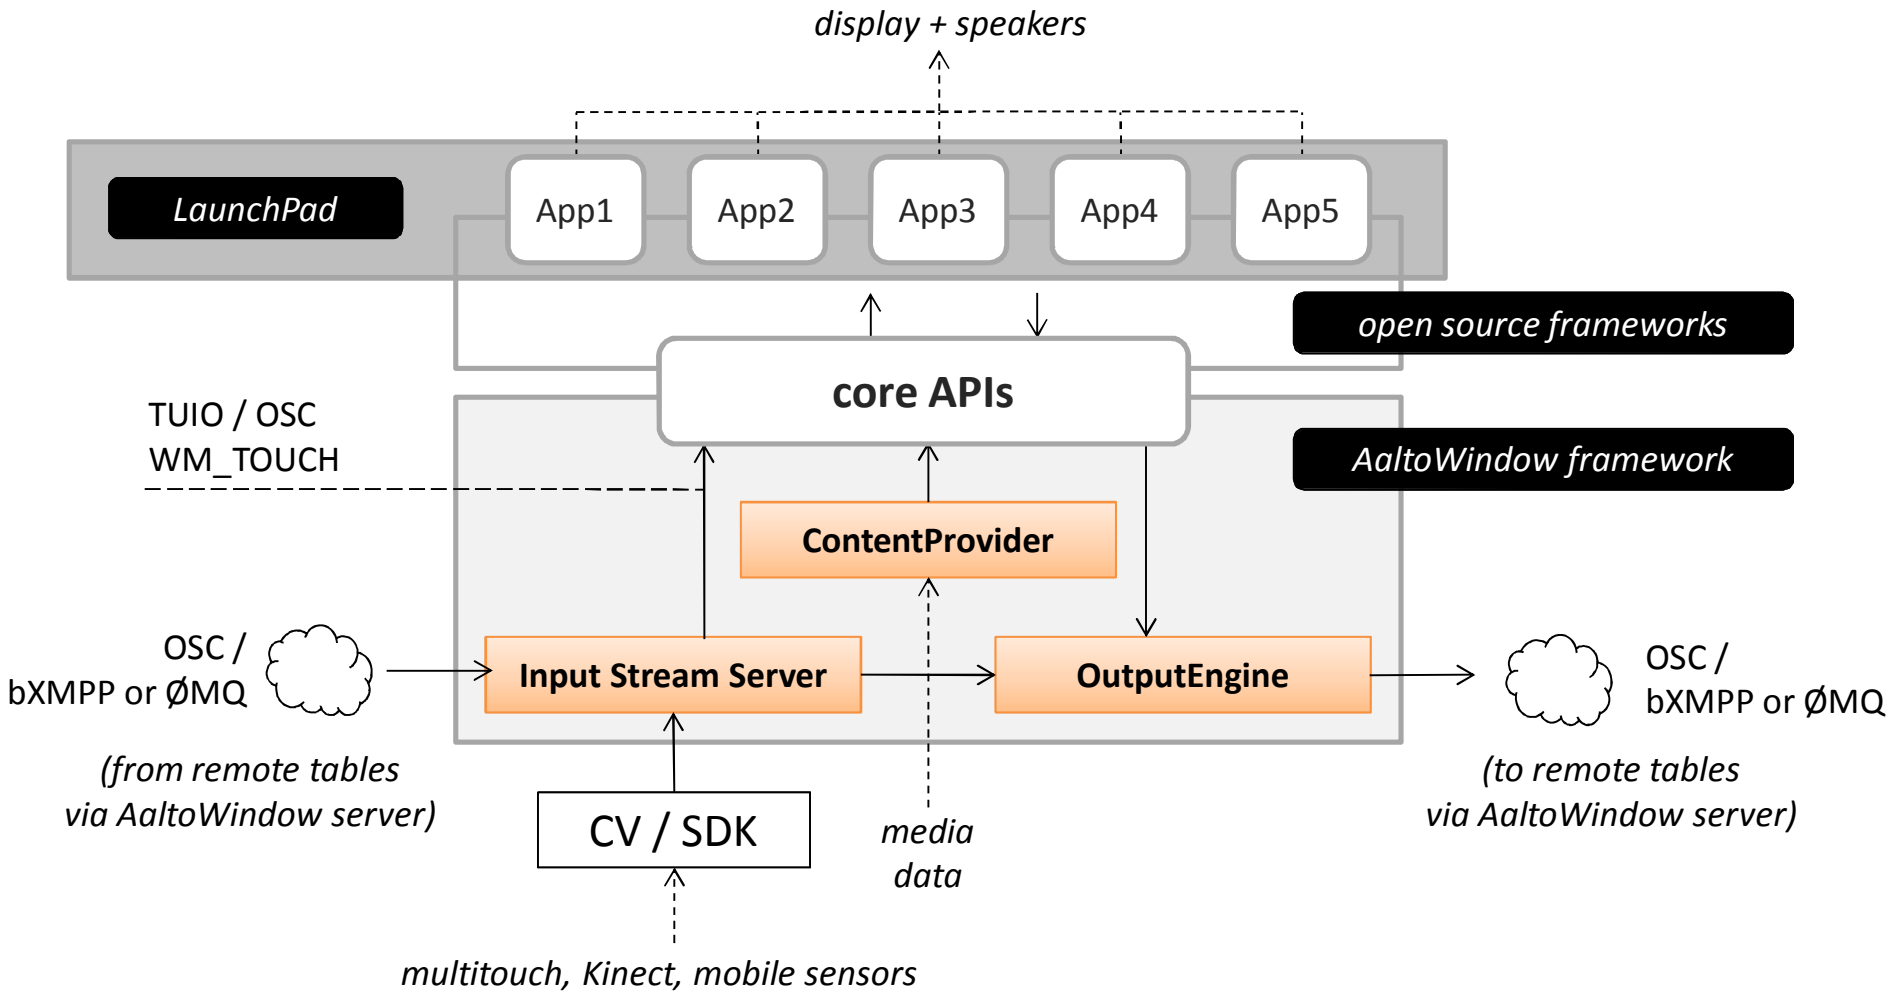 display + speakers
LaunchPad
App1
App2
App3
App4
App5
open source frameworks
core APIs
TUIO / OSC
WM_TOUCH
AaltoWindow framework
ContentProvider
OSC /
bXMPP or ØMQ
Input Stream Server
OutputEngine
OSC /
bXMPP or ØMQ
(from remote tables
via AaltoWindow server)
(to remote tables
via AaltoWindow server)
CV / SDK
media
data
multitouch, Kinect, mobile sensors